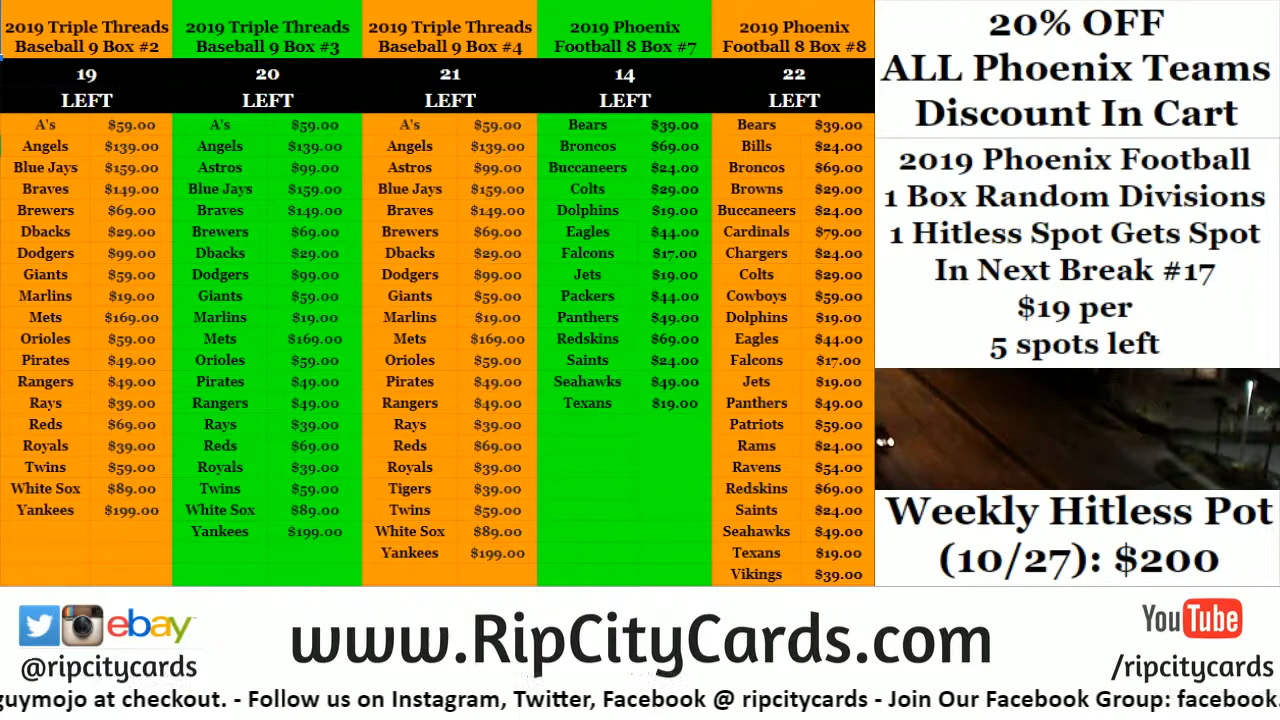 2019 Triple Threads
Baseball 9 Box #2
19
LEFT
A's $59.00
Angels $139.00
Blue Jays $159.00
Braves $149.00
Brewers $69.00
Dbacks $29.00
Dodgers $99.00
Giants $59.00
Marlins $19.00
Mets $169.00
Orioles $59.00
Pirates $49.00
Rangers $49.00
Rays $39.00
Reds $69.00
Royals $39.00
Twins $59.00
White Sox $89.00
Yankees $199.00
2019 Triple Threads
Baseball 9 Box #3
20
LEFT
A's $59.00
Angels $139.00
Astros $99.00
Blue Jays $159.00
Braves $149.00
Brewers $69.00
Dbacks $29.00
Dodgers $99.00
Giants $59.00
Marlins $19.00
Mets $169.00
Orioles $59.00
Pirates $49.00
Rangers $49.00
Rays $39.00
Reds $69.00
Royals $39.00
Twins $59.00
White Sox $89.00
Yankees $199.00
2019 Triple Threads
Baseball 9 Box #4
21
LEFT
A's $59.00
Angels $139.00
Astros $99.00
Blue Jays $159.00
Braves $149.00
Brewers $69.00
Dbacks $29.00
Dodgers $99.00
Giants $59.00
Marlins $19.00
Mets $169.00
Orioles $59.00
Pirates $49.00
Rangers $49.00
Rays $39.00
Reds $69.00
Royals $39.00
Tigers $39.00
Twins $59.00
White Sox $89.00
Yankees $199.00
2019 Phoenix
Football 8 Box #7
14
LEFT
Bears $39.00
Broncos $69.00
Buccaneers $24.00
Colts $29.00
Dolphins $19.00
Eagles $44.00
Falcons $17.00
Jets $19.00
Packers $44.00
Panthers $49.00
Redskins $69.00
Saints $24.00
Seahawks $49.00
Texans $19.00
2019 Phoenix
Football 8 Box #8
22
LEFT
Bears $39.00
Bills $24.00
Broncos $69.00
Browns $29.00
Buccaneers $24.00
Cardinals $79.00
Chargers $24.00
Colts $29.00
Cowboys $59.00
Dolphins $19.00
Eagles $44.00
Falcons $17.00
Jets $19.00
Panthers $49.00
Patriots $59.00
Rams $24.00
Ravens $54.00
Redskins $69.00
Saints $24.00
Seahawks $49.00
Texans $19.00
Vikings $39.00
20% OFF
ALL Phoenix Teams
Discount In Cart
2019 Phoenix Football
1 Box Random Divisions
1 Hitless Spot Gets Spot
In Next Break #17
$19 per
5 spots left
Weekly Hitless Pot
(10/27): $200
ebay
@ripcitycards
www.RipCityCards.com
YouTube
/ripcitycards
guymojo at checkout. - Follow us on Instagram, Twitter, Facebook @ ripcitycards - Join Our Facebook Group: facebook.